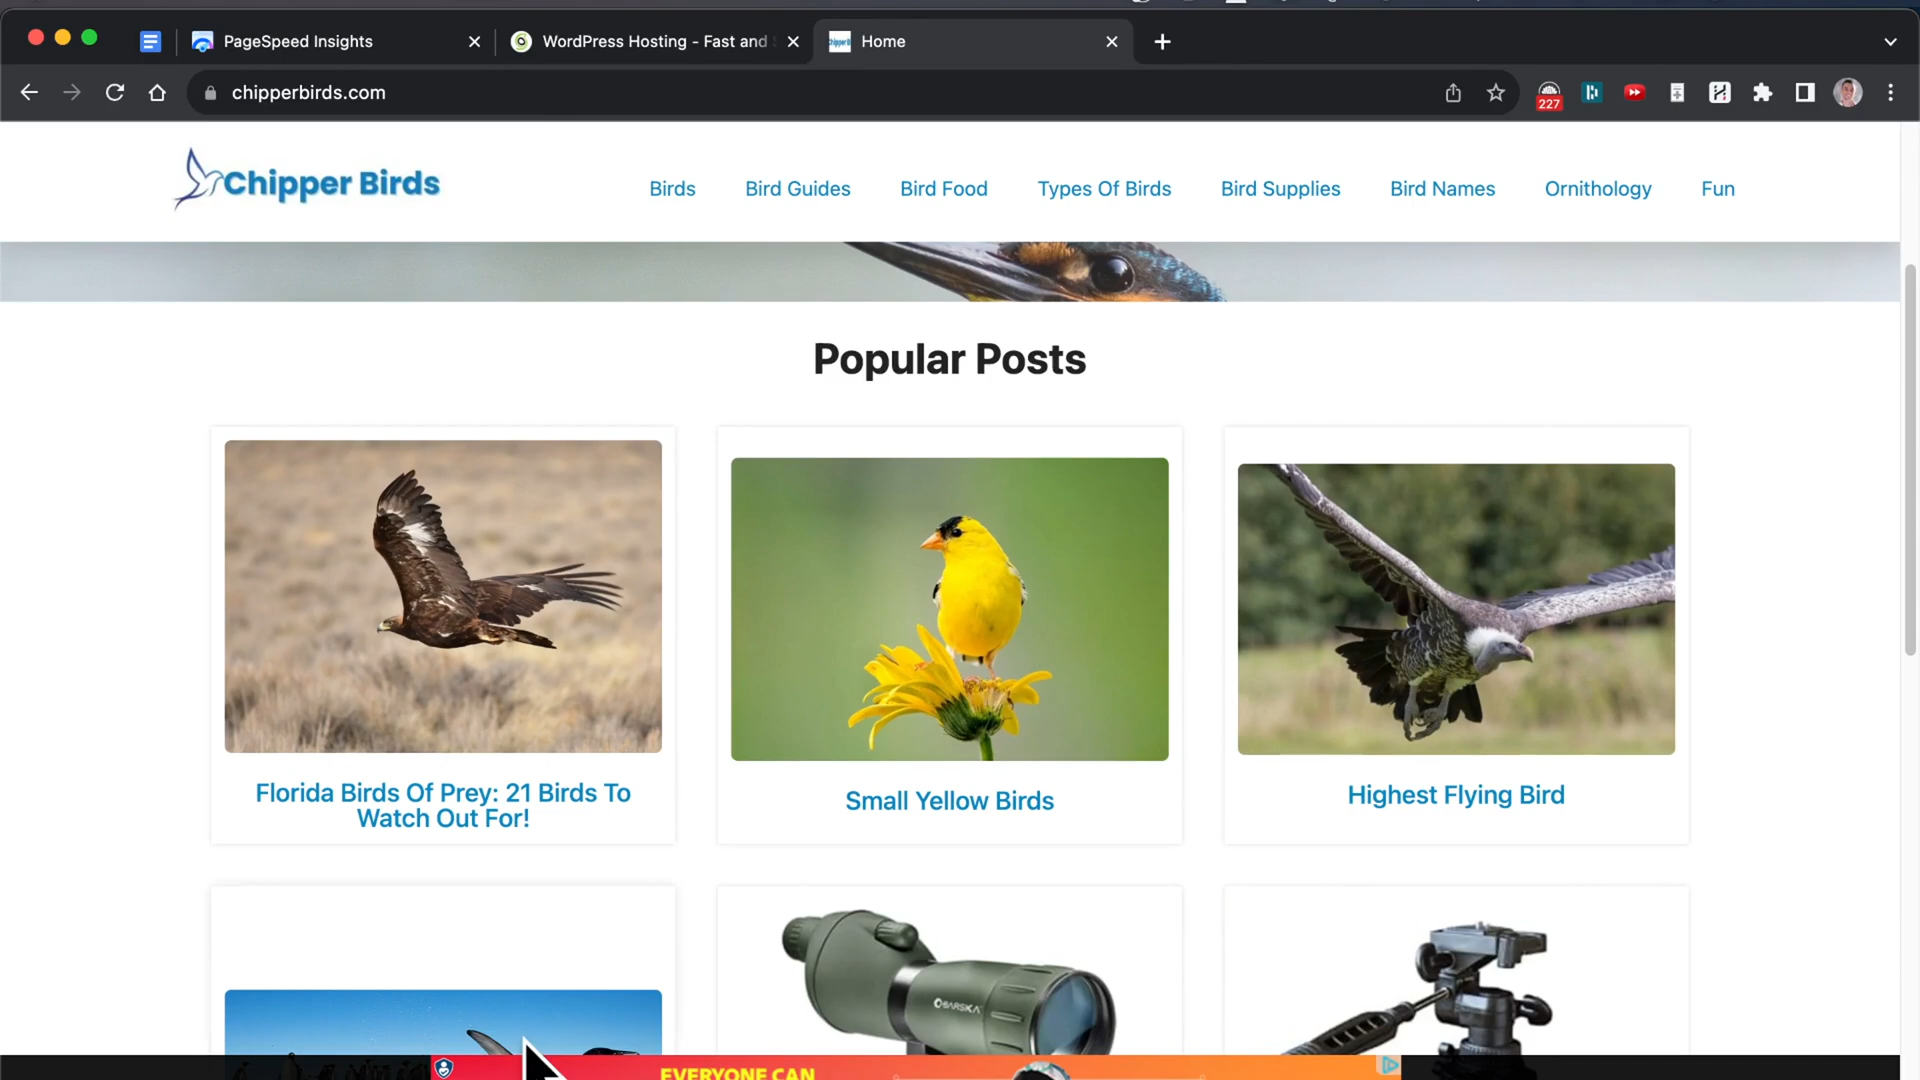 PageSpeed Insights
WordPress Hosting - Fast and
Home
chipperbirds.com
227
Chipper Birds
Birds
Bird Guides
Bird Food
Types Of Birds
Bird Supplies
Bird Names
Ornithology
Fun
Popular Posts
Florida Birds Of Prey: 21 Birds To
Watch Out For!
Small Yellow Birds
Highest Flying Bird
BARSKA
EVERYONE CAN